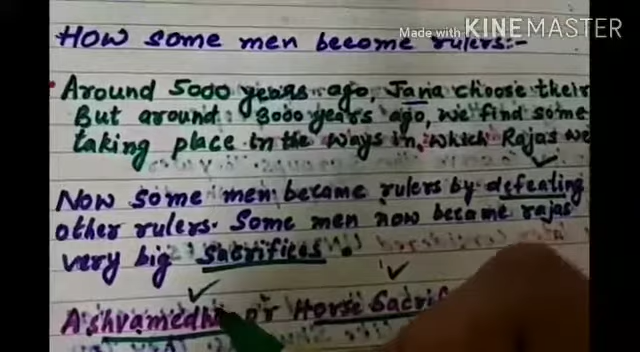 Made with KINEMASTER
How some men become rulers:-
Around 5000 years ago, Jana choose their
But around 3000 years ago, we find some
taking place in the ways in which Rajas we
Now some men became rulers by defeating
other rulers. Some men now became rajas
very big sacrifices.
Ashvamedha or Horse Sacrif